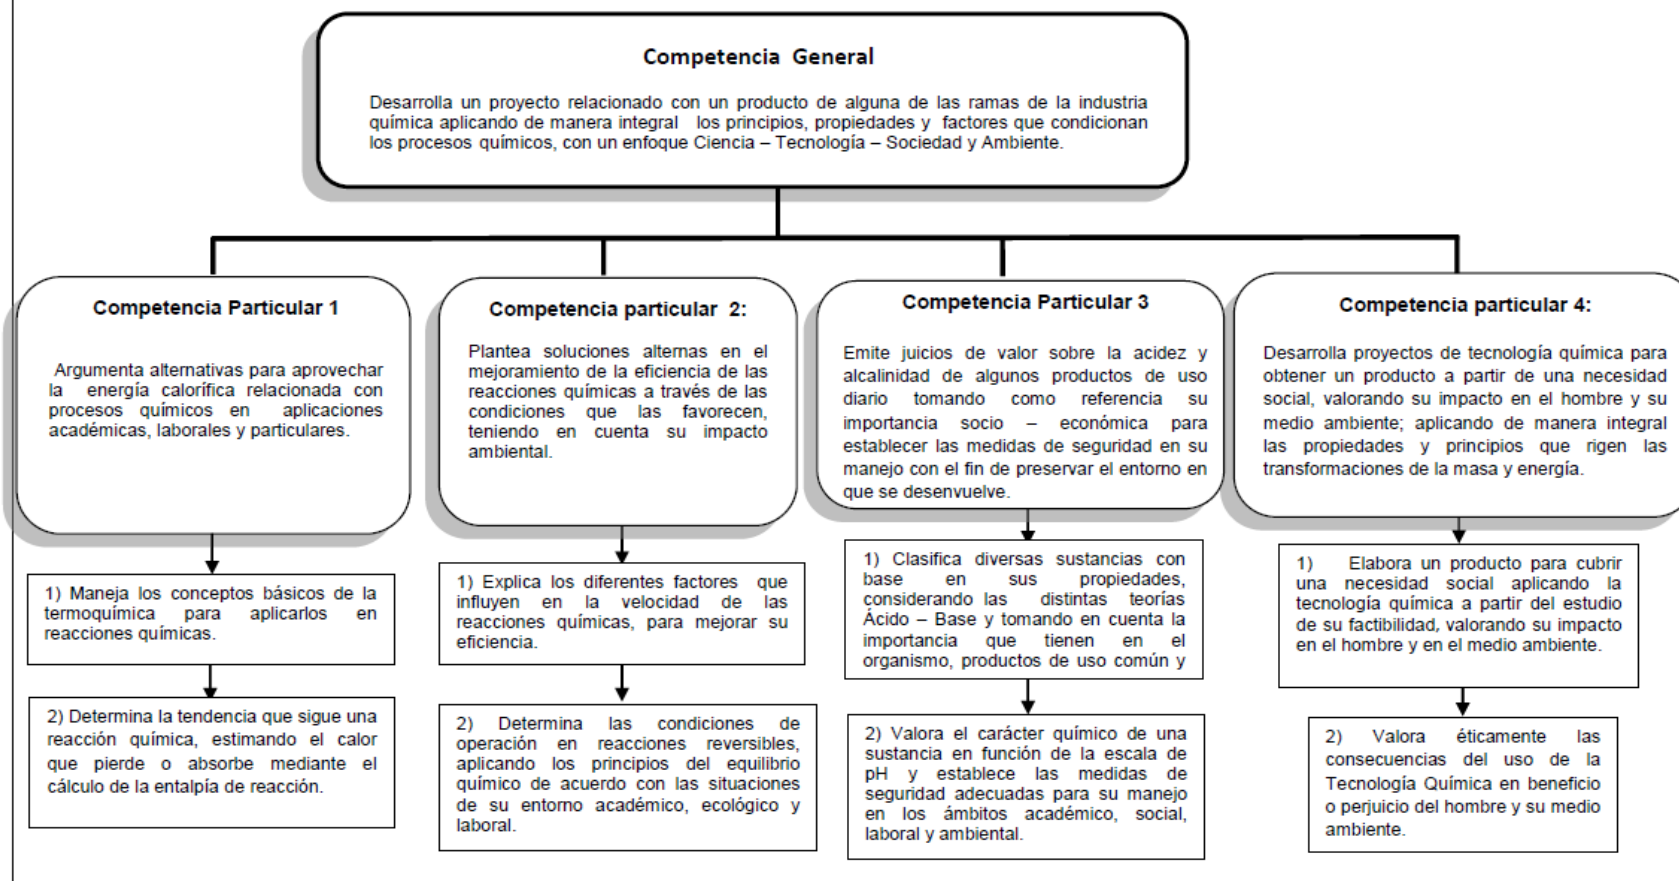 Competencia General
Desarrolla un proyecto relacionado con un producto de alguna de las ramas de la industria
química aplicando de manera integral los principios, propiedades y factores que condicionan
los procesos químicos, con un enfoque Ciencia – Tecnología – Sociedad y Ambiente.
Competencia Particular 1
Argumenta alternativas para aprovechar
la energía calorífica relacionada con
procesos químicos en aplicaciones
académicas, laborales y particulares.
1) Maneja los conceptos básicos de la
termoquímica para aplicarlos en
reacciones químicas.
2) Determina la tendencia que sigue una
reacción química, estimando el calor
que pierde o absorbe mediante el
cálculo de la entalpía de reacción.
Competencia particular 2:
Plantea soluciones alternas en el
mejoramiento de la eficiencia de las
reacciones químicas a través de las
condiciones que las favorecen,
teniendo en cuenta su impacto
ambiental.
1) Explica los diferentes factores que
influyen en la velocidad de las
reacciones químicas, para mejorar su
eficiencia.
2) Determina las condiciones de
operación en reacciones reversibles,
aplicando los principios del equilibrio
químico de acuerdo con las situaciones
de su entorno académico, ecológico y
laboral.
Competencia Particular 3
Emite juicios de valor sobre la acidez y
alcalinidad de algunos productos de uso
diario tomando como referencia su
importancia socio – económica para
establecer las medidas de seguridad en su
manejo con el fin de preservar el entorno en
que se desenvuelve.
1) Clasifica diversas sustancias con
base en sus propiedades,
considerando las distintas teorías
Ácido – Base y tomando en cuenta la
importancia que tienen en el
organismo, productos de uso común y
2) Valora el carácter químico de una
sustancia en función de la escala de
pH y establece las medidas de
seguridad adecuadas para su manejo
en los ámbitos académico, social,
laboral y ambiental.
Competencia particular 4:
Desarrolla proyectos de tecnología química para
obtener un producto a partir de una necesidad
social, valorando su impacto en el hombre y su
medio ambiente; aplicando de manera integral
las propiedades y principios que rigen las
transformaciones de la masa y energía.
1) Elabora un producto para cubrir
una necesidad social aplicando la
tecnología química a partir del estudio
de su factibilidad, valorando su impacto
en el hombre y en el medio ambiente.
2) Valora éticamente las
consecuencias del uso de la
Tecnología Química en beneficio
o perjuicio del hombre y su medio
ambiente.